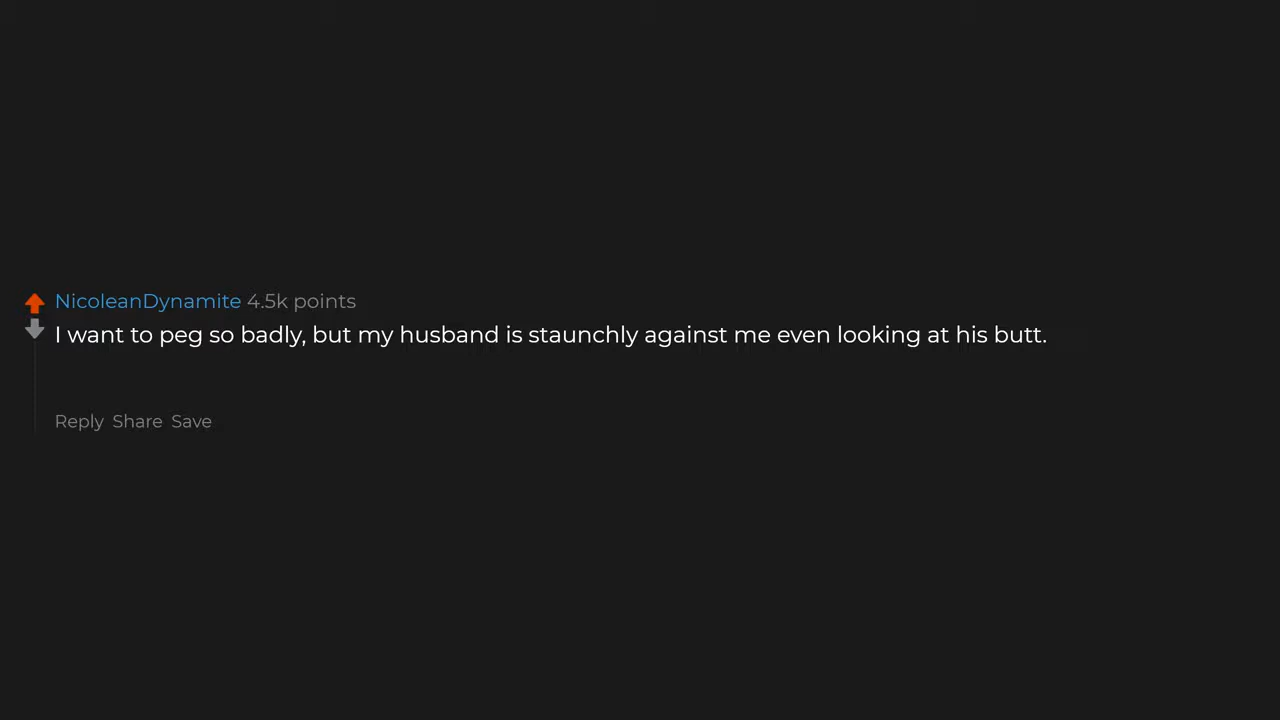 NicoleanDynamite 4.5k points
I want to peg so badly, but my husband is staunchly against me even looking at his butt.
Reply Share Save